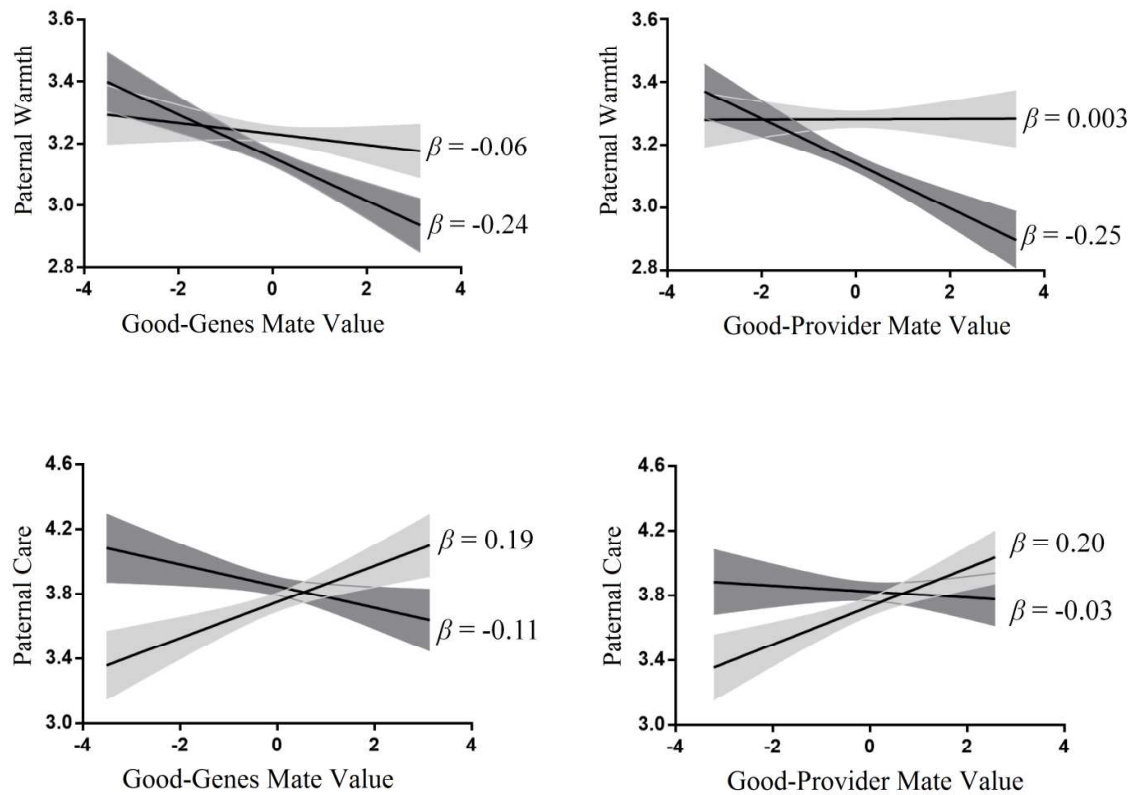 3.6
3.4
3.2
3.0
2.8
Paternal Warmth
-4
-2
0
2
4
Good-Genes Mate Value
β = -0.06
β = -0.24
3.6
3.4
3.2
3.0
2.8
Paternal Warmth
-4
-2
0
2
4
Good-Provider Mate Value
β = 0.003
β = -0.25
4.6
4.2
3.8
3.4
3.0
Paternal Care
-4
-2
0
2
4
Good-Genes Mate Value
β = 0.19
β = -0.11
4.6
4.2
3.8
3.4
3.0
Paternal Care
-4
-2
0
2
4
Good-Provider Mate Value
β = 0.20
β = -0.03